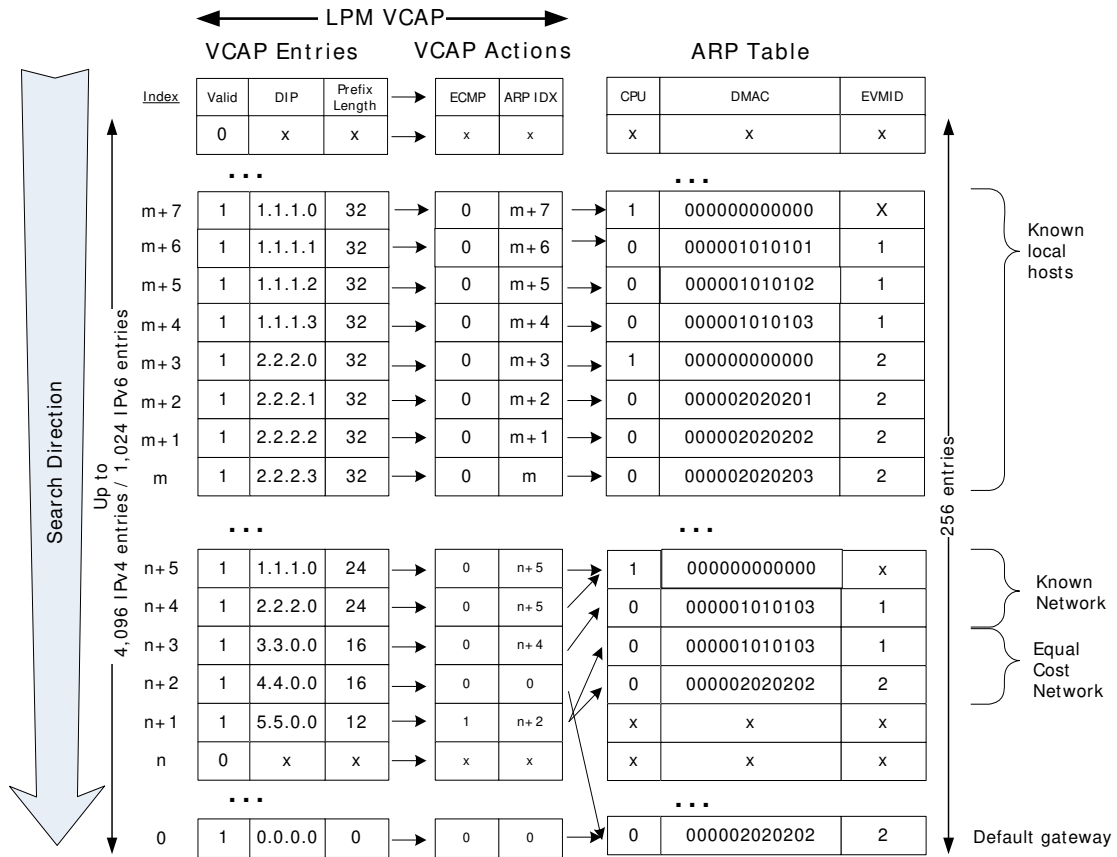 LPM VCAP
VCAP Entries VCAP Actions ARP Table
Index Valid DIP Prefix Length ECMP ARP IDX CPU DMAC EVMID
0 x x x x x x x
... ...
m+7 1 1.1.1.0 32 0 m+7 1 000000000000 X
m+6 1 1.1.1.1 32 0 m+6 0 000001010101 1
m+5 1 1.1.1.2 32 0 m+5 0 000001010102 1
m+4 1 1.1.1.3 32 0 m+4 0 000001010103 1
m+3 1 2.2.2.0 32 0 m+3 1 000000000000 2
m+2 1 2.2.2.1 32 0 m+2 0 000002020201 2
m+1 1 2.2.2.2 32 0 m+1 0 000002020202 2
m 1 2.2.2.3 32 0 m 0 000002020203 2
... ...
n+5 1 1.1.1.0 24 0 n+5 1 000000000000 x
n+4 1 2.2.2.0 24 0 n+5 0 000001010103 1
n+3 1 3.3.0.0 16 0 n+4 0 000001010103 1
n+2 1 4.4.0.0 16 0 0 0 000002020202 2
n+1 1 5.5.0.0 12 1 n+2 x x x
n 0 x x x x x x x
... ...
0 1 0.0.0.0 0 0 0 0 000002020202 2 Default gateway
Search Direction
Up to
4,096 IPv4 entries / 1,024 IPv6 entries
256 entries
Known
local
hosts
Known
Network
Equal
Cost
Network